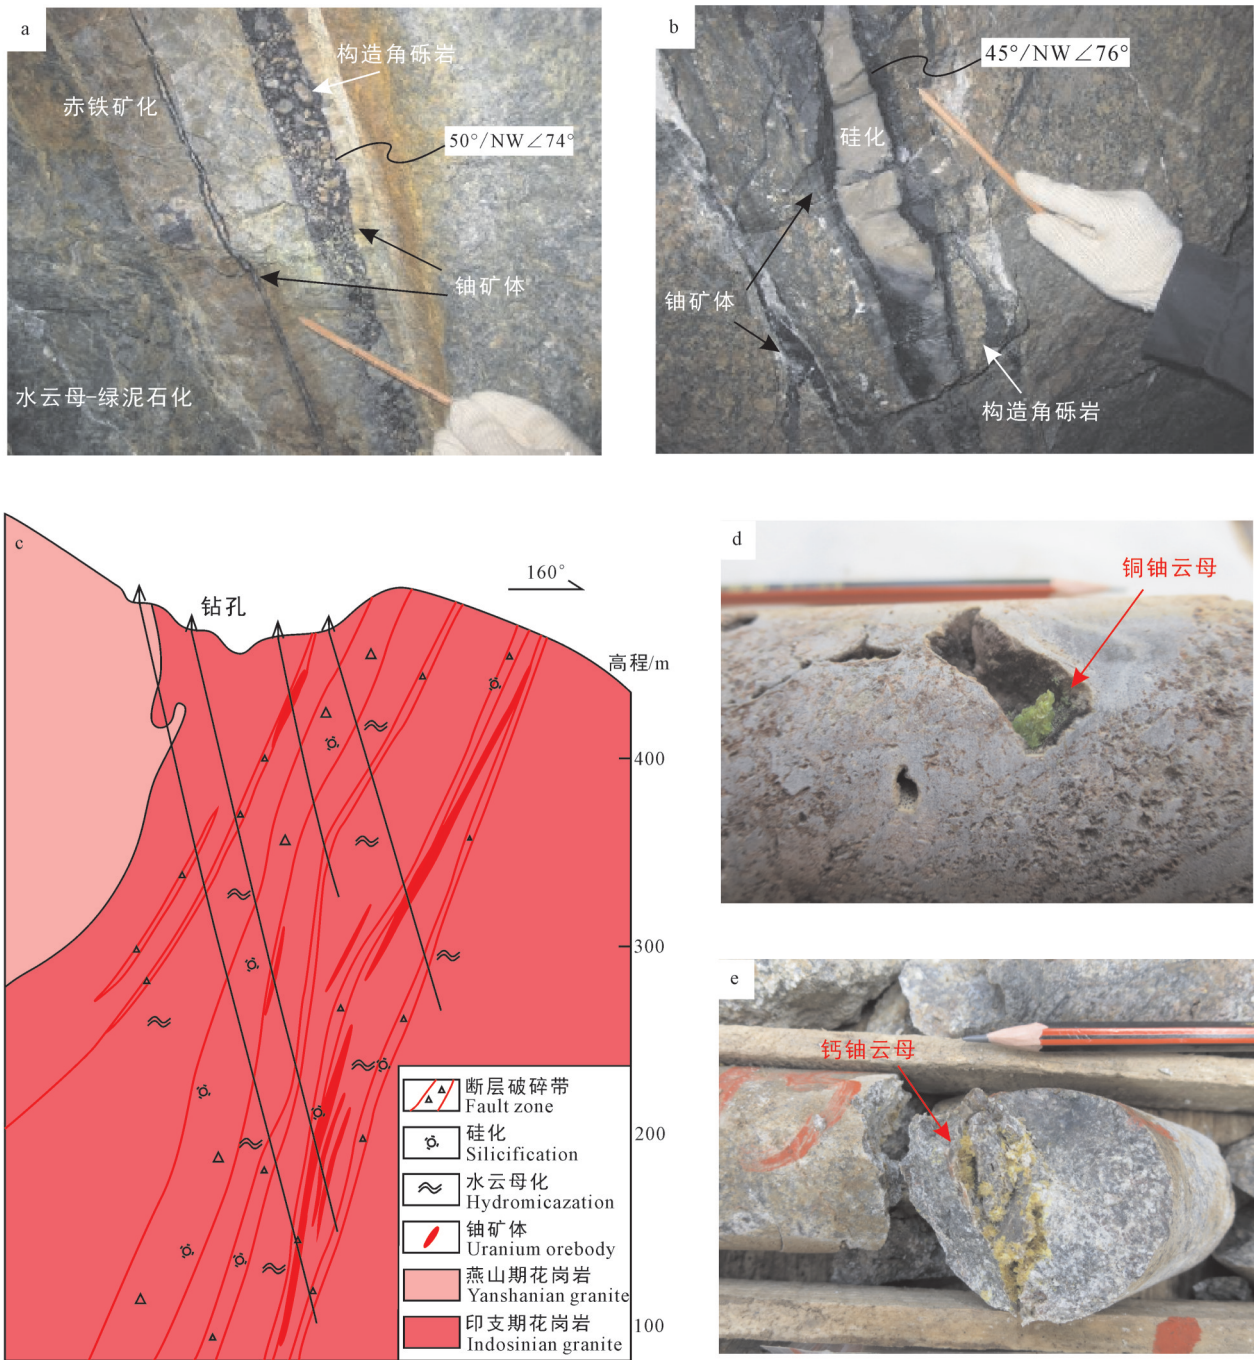 a
构造角砾岩
赤铁矿化
50°/NW∠74°
铀矿体
水云母-绿泥石化
b
45°/NW∠76°
硅化
铀矿体
构造角砾岩
c
160°
钻孔
高程/m
400
300
200
100
断层破碎带
Fault zone
硅化
Silicification
水云母化
Hydromicazation
铀矿体
Uranium orebody
燕山期花岗岩
Yanshanian granite
印支期花岗岩
Indosinian granite
d
铜铀云母
e
钙铀云母